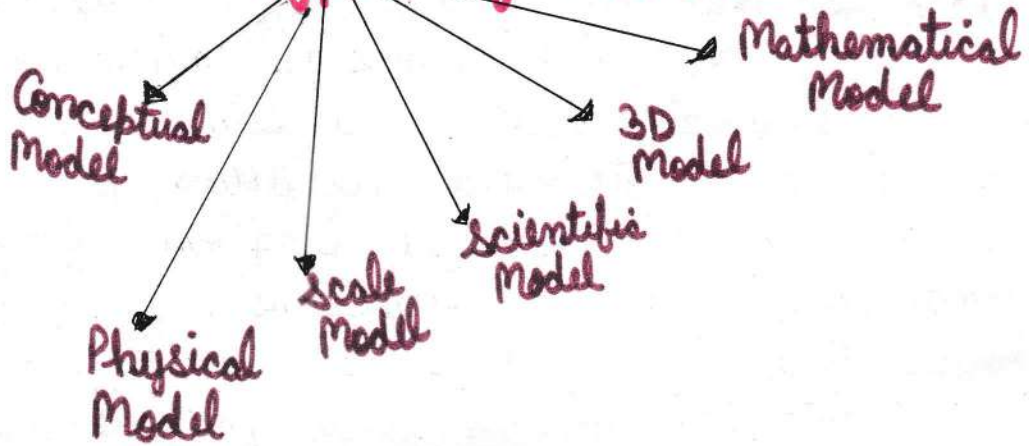 Mathematical
Model
3D
Model
Conceptual
Model
Scientific
Model
Scale
Model
Physical
Model